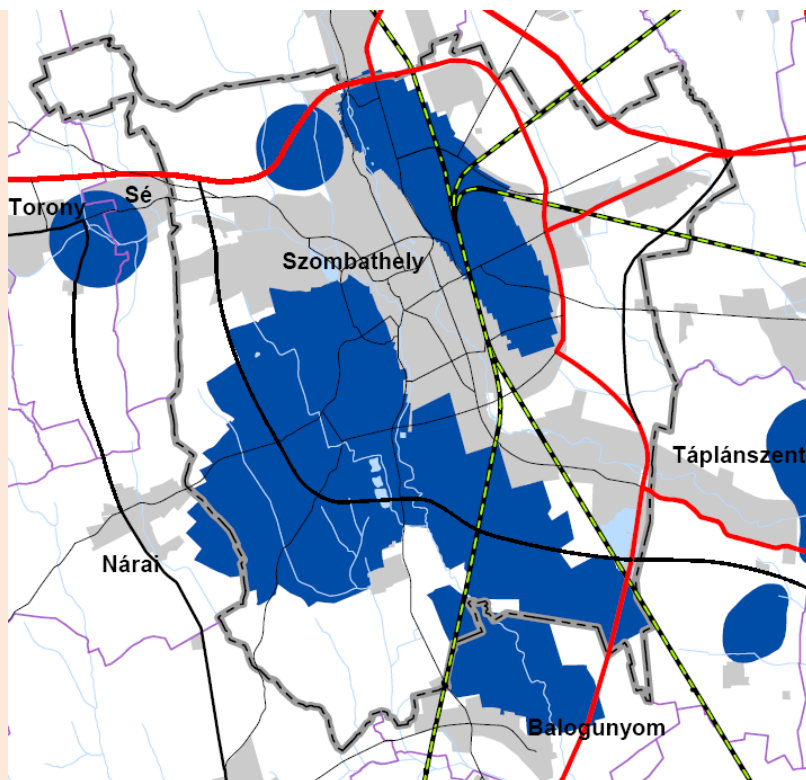 Sé
Torony
Szombathely
Táplánszent
Nárai
Balogunyom